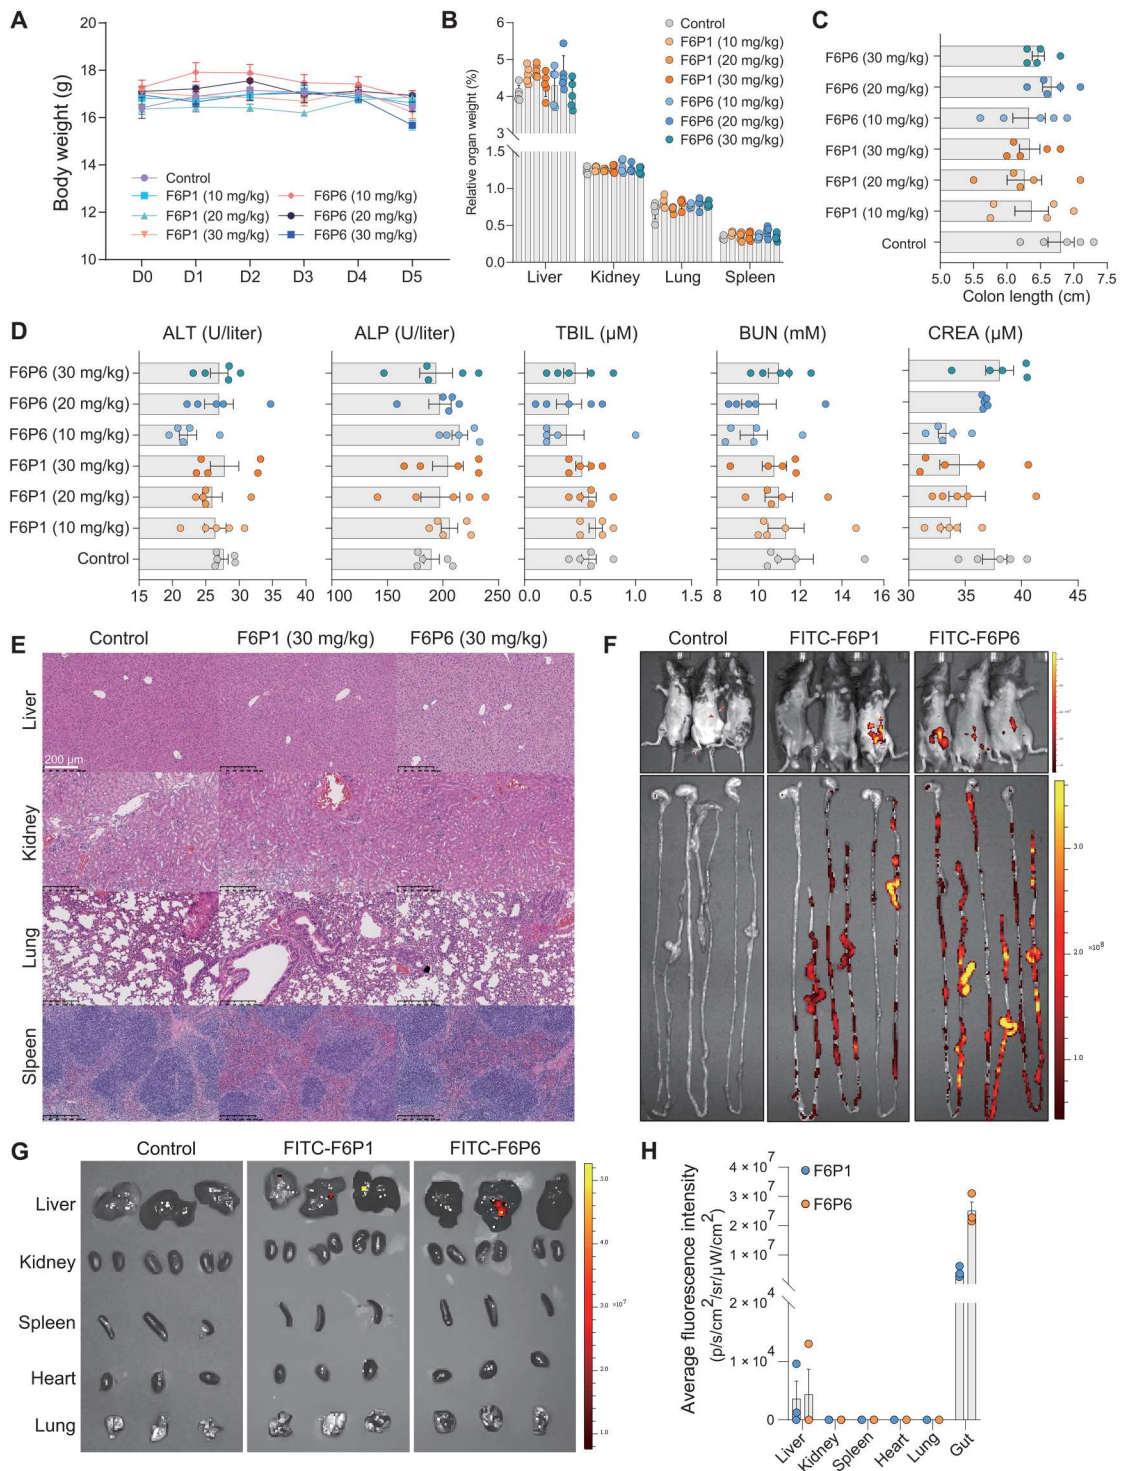 A
Body weight (g)
20
18
16
14
12
10
D0 D1 D2 D3 D4 D5
Control
F6P1 (10 mg/kg)
F6P1 (20 mg/kg)
F6P1 (30 mg/kg)
F6P6 (10 mg/kg)
F6P6 (20 mg/kg)
F6P6 (30 mg/kg)
B
Relative organ weight (%)
6
5
4
3
1.5
1.0
0.5
0.0
Liver Kidney Lung Spleen
Control
F6P1 (10 mg/kg)
F6P1 (20 mg/kg)
F6P1 (30 mg/kg)
F6P6 (10 mg/kg)
F6P6 (20 mg/kg)
F6P6 (30 mg/kg)
C
F6P6 (30 mg/kg)
F6P6 (20 mg/kg)
F6P6 (10 mg/kg)
F6P1 (30 mg/kg)
F6P1 (20 mg/kg)
F6P1 (10 mg/kg)
Control
5.0 5.5 6.0 6.5 7.0 7.5
Colon length (cm)
D
ALT (U/liter) ALP (U/liter) TBIL (μM) BUN (mM) CREA (μM)
F6P6 (30 mg/kg)
F6P6 (20 mg/kg)
F6P6 (10 mg/kg)
F6P1 (30 mg/kg)
F6P1 (20 mg/kg)
F6P1 (10 mg/kg)
Control
15 20 25 30 35 40
100 150 200 250
0.0 0.5 1.0 1.5
8 10 12 14 16
30 35 40 45
E
Control F6P1 (30 mg/kg) F6P6 (30 mg/kg)
Liver
200 μm
Kidney
Lung
Slpeen
F
Control FITC-F6P1 FITC-F6P6
3.0
2.0
×10⁸
1.0
G
Control FITC-F6P1 FITC-F6P6
Liver
Kidney
Spleen
Heart
Lung
5.0
4.0
3.0
×10⁷
2.0
1.0
H
Average fluorescence intensity
(p/s/cm²/sr/μW/cm²)
4 × 10⁷
3 × 10⁷
2 × 10⁷
1 × 10⁷
2 × 10⁴
1 × 10⁴
0
F6P1
F6P6
Liver Kidney Spleen Heart Lung Gut